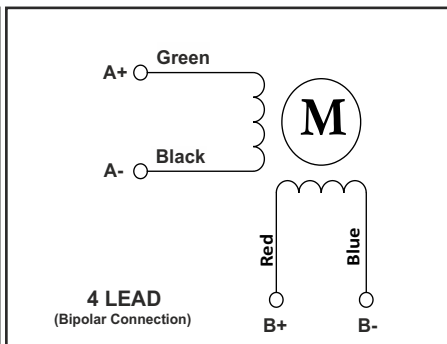 Green
A+
M
Black
A-
Red
Blue
4 LEAD
(Bipolar Connection)
B+ B-